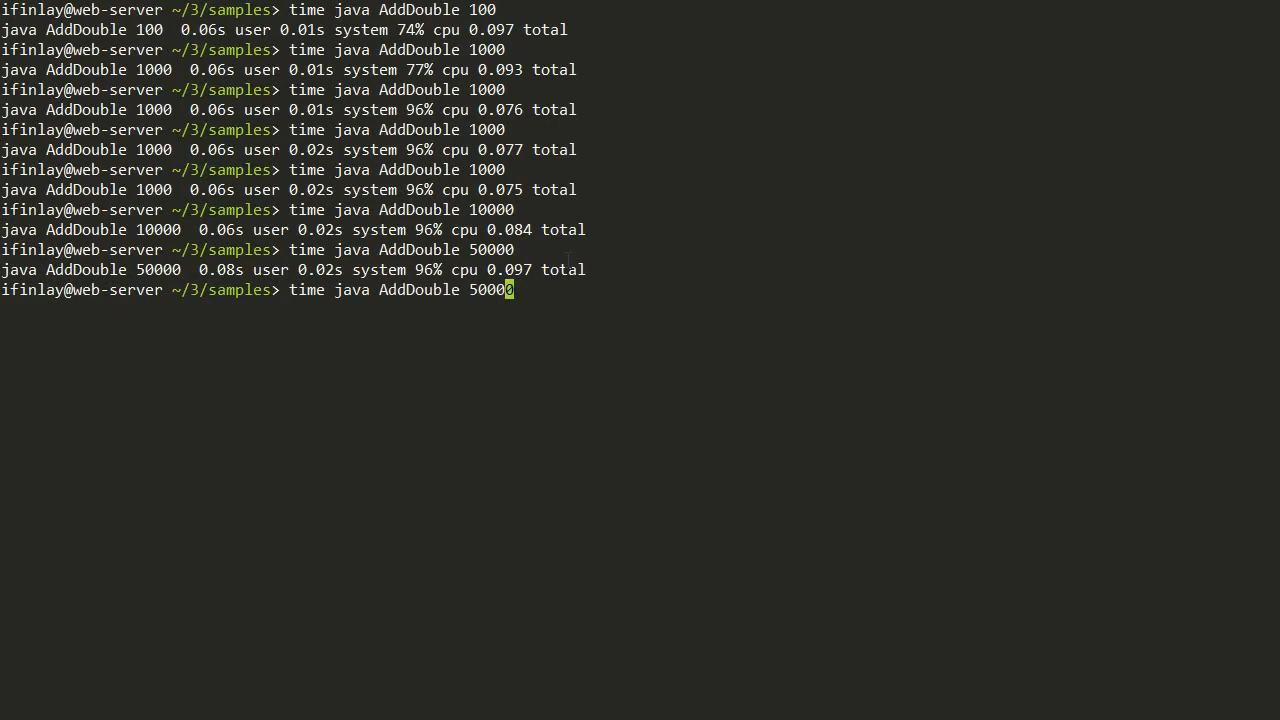 ifinlay@web-server ~/3/samples> time java AddDouble 100
java AddDouble 100  0.06s user 0.01s system 74% cpu 0.097 total
ifinlay@web-server ~/3/samples> time java AddDouble 1000
java AddDouble 1000  0.06s user 0.01s system 77% cpu 0.093 total
ifinlay@web-server ~/3/samples> time java AddDouble 1000
java AddDouble 1000  0.06s user 0.01s system 96% cpu 0.076 total
ifinlay@web-server ~/3/samples> time java AddDouble 1000
java AddDouble 1000  0.06s user 0.02s system 96% cpu 0.077 total
ifinlay@web-server ~/3/samples> time java AddDouble 1000
java AddDouble 1000  0.06s user 0.02s system 96% cpu 0.075 total
ifinlay@web-server ~/3/samples> time java AddDouble 10000
java AddDouble 10000  0.06s user 0.02s system 96% cpu 0.084 total
ifinlay@web-server ~/3/samples> time java AddDouble 50000
java AddDouble 50000  0.08s user 0.02s system 96% cpu 0.097 total
ifinlay@web-server ~/3/samples> time java AddDouble 50000